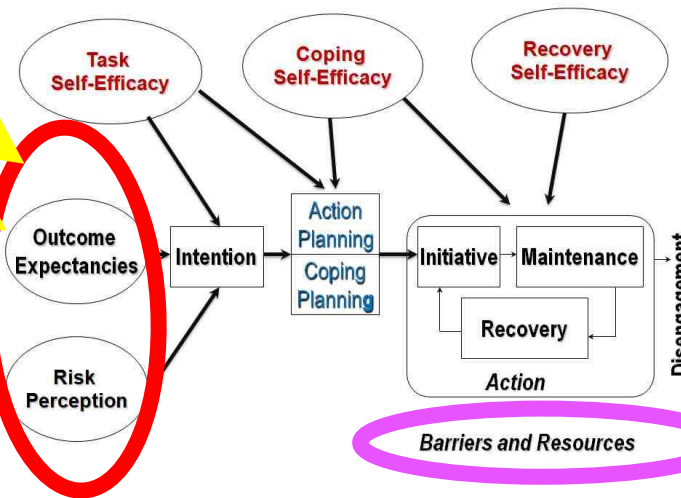 Task
Self-Efficacy
Coping
Self-Efficacy
Recovery
Self-Efficacy
Outcome
Expectancies
Risk
Perception
Intention
Action
Planning
Coping
Planning
Initiative
Maintenance
Recovery
Action
Disengagement
Barriers and Resources